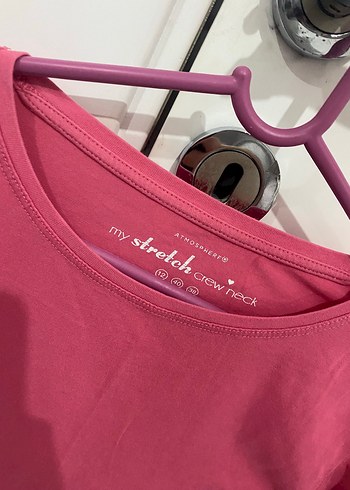 ATMOSPHERE®
my stretch crew neck
12 40 38